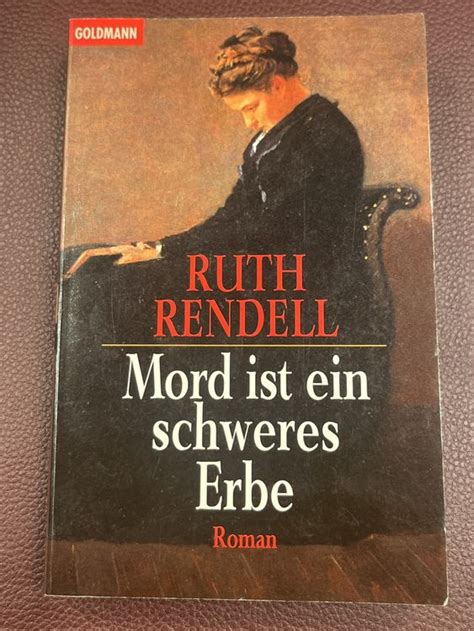 GOLDMANN
RUTH
RENDELL
Mord ist ein
schweres
Erbe
Roman